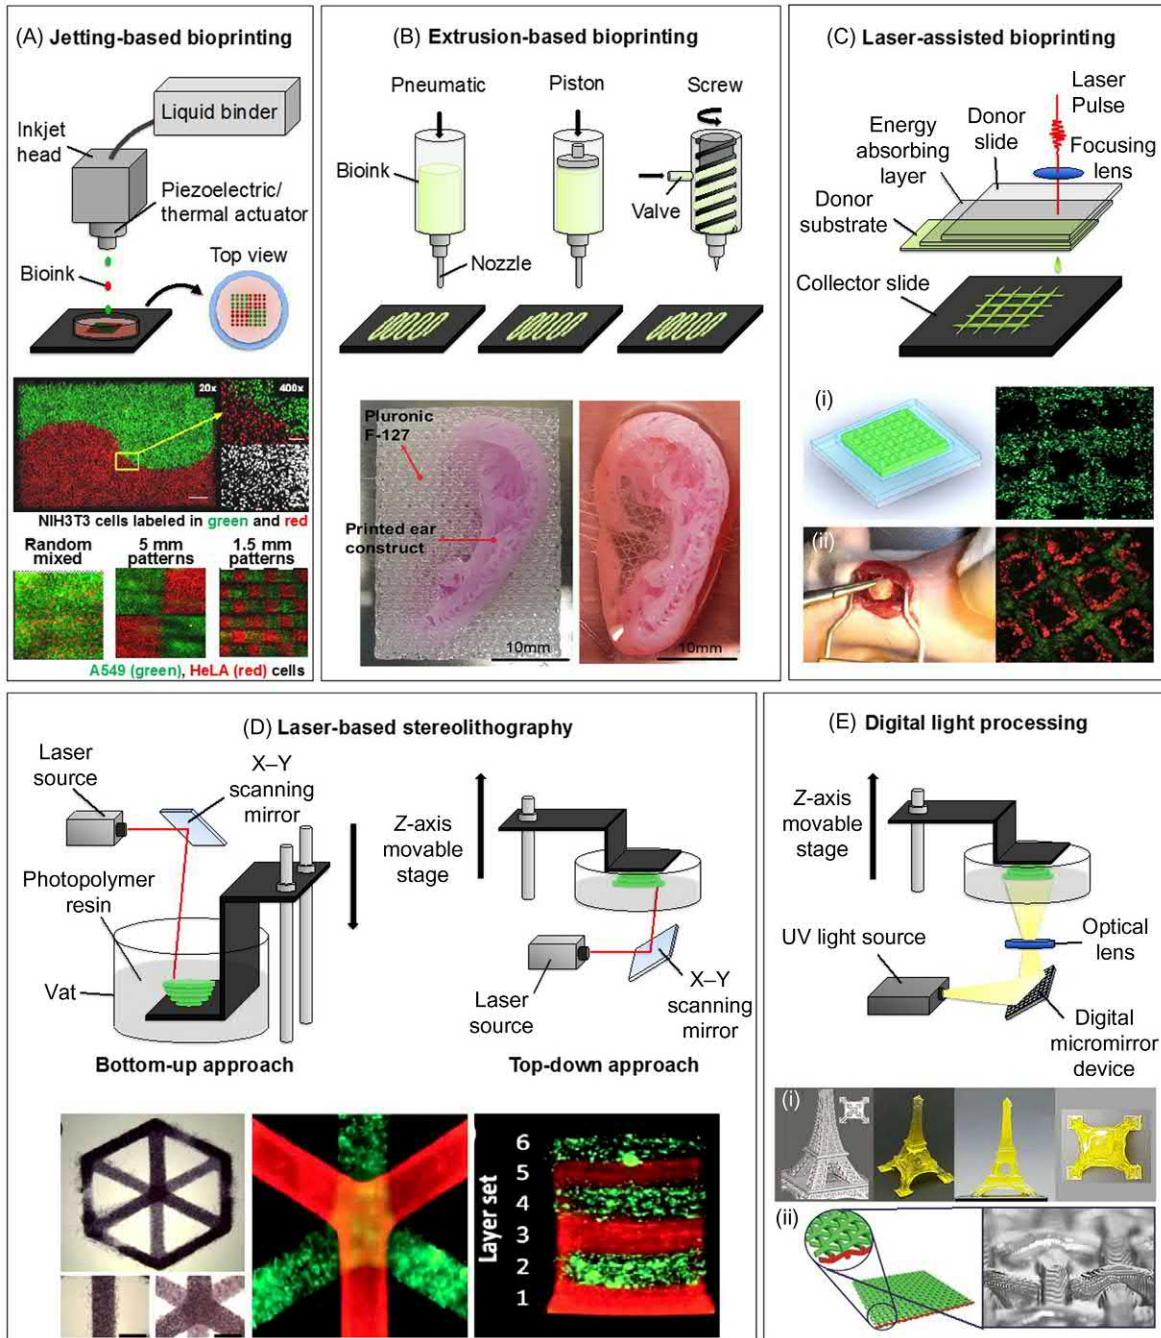 (A) Jetting-based bioprinting
Liquid binder
Inkjet
head
Piezoelectric/
thermal actuator
Top view
Bioink
20x
400x
NIH3T3 cells labeled in green and red
Random
mixed
5 mm
patterns
1.5 mm
patterns
A549 (green), HeLA (red) cells
(B) Extrusion-based bioprinting
Pneumatic
Piston
Screw
Bioink
Valve
Nozzle
Pluronic
F-127
Printed ear
construct
10mm
10mm
(C) Laser-assisted bioprinting
Laser
Pulse
Donor
slide
Energy
absorbing
layer
Focusing
lens
Donor
substrate
Collector slide
(i)
(ii)
(D) Laser-based stereolithography
Laser
source
X–Y
scanning
mirror
Photopolymer
resin
Vat
Bottom-up approach
Z-axis
movable
stage
Laser
source
X–Y
scanning
mirror
Top-down approach
Layer set
6
5
4
3
2
1
(E) Digital light processing
Z-axis
movable
stage
UV light source
Optical
lens
Digital
micromirror
device
(i)
(ii)